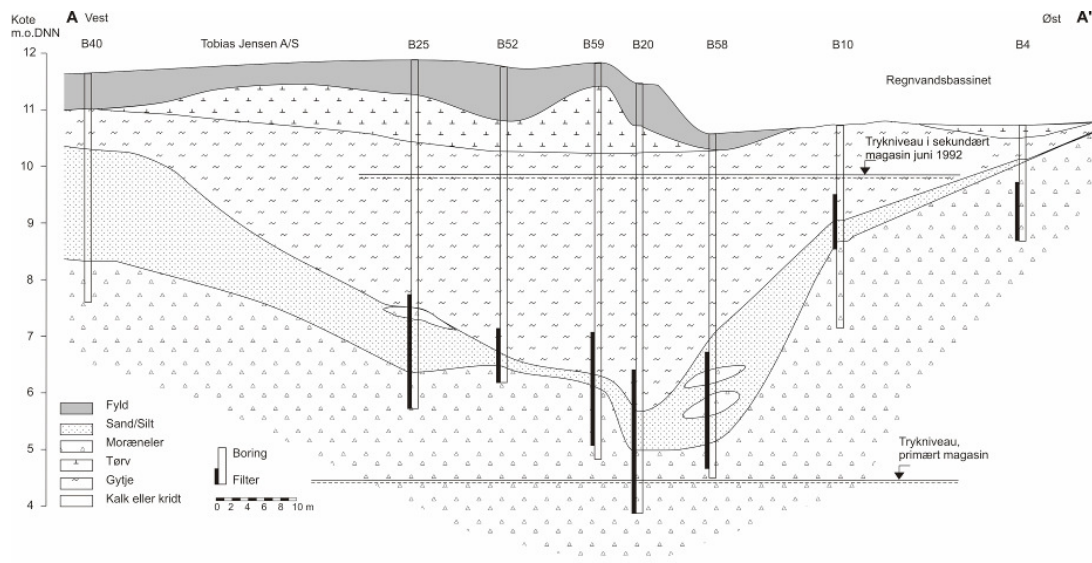 Kote
m.o.DNN
A Vest
Øst A'
B40
Tobias Jensen A/S
B25
B52
B59
B20
B58
B10
B4
12
11
10
9
8
7
6
5
4
Regnvandsbassinet
Trykniveau i sekundært
magasin juni 1992
Trykniveau,
primært magasin
Fyld
Sand/Silt
Moræneler
Tørv
Gytje
Kalk eller kridt
Boring
Filter
0 2 4 6 8 10 m